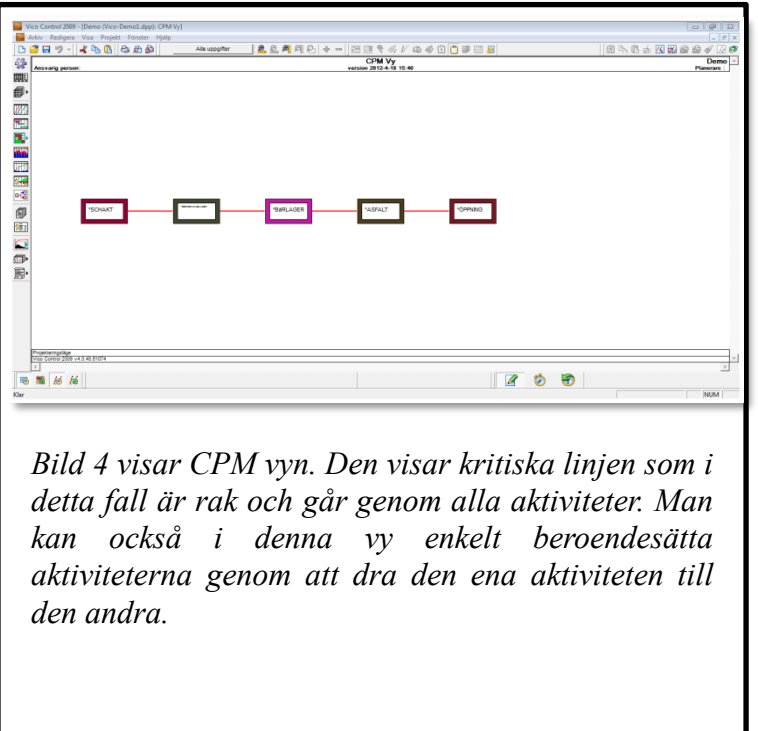 Vico Control 2009 - [Demo (Vico-Demo1.dpp): CPM Vy]
Arkiv Redigera Visa Projekt Fönster Hjälp
Alla uppgifter
CPM Vy
Demo
Ansvarig person:
version 2012-4-18 16:40
Planerare :
*SCHAKT
*BÄRLAGER
*ASFALT
*ÖPPNING
Projekteringsläge
Vico Control 2009 v4.0.40.51074
Klar
NUM
Bild 4 visar CPM vyn. Den visar kritiska linjen som i
detta fall är rak och går genom alla aktiviteter. Man
kan också i denna vy enkelt beroendesätta
aktiviteterna genom att dra den ena aktiviteten till
den andra.